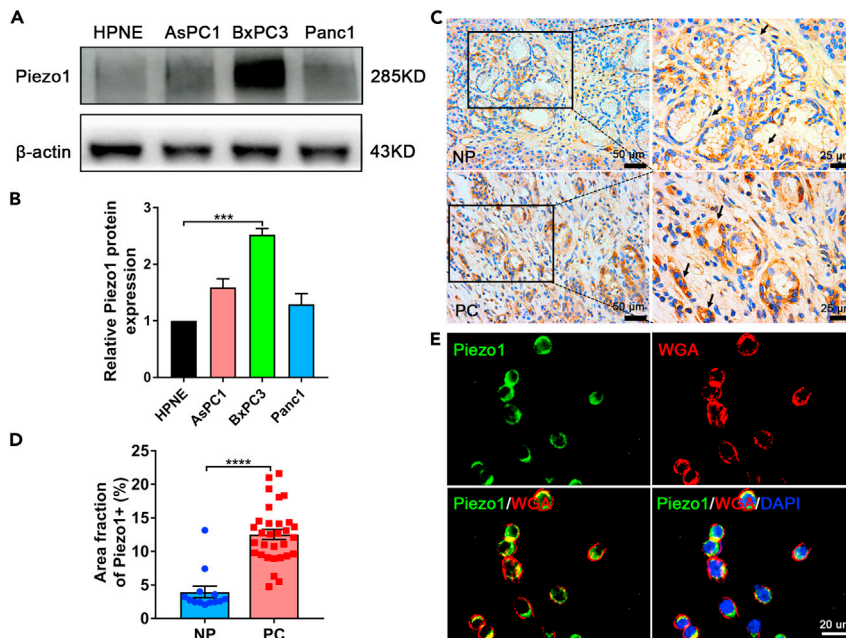 A
HPNE AsPC1 BxPC3 Panc1
Piezo1 285KD
β-actin 43KD
B
Relative Piezo1 protein
expression
3
2
1
0
***
HPNE
AsPC1
BxPC3
Panc1
C
NP
50 μm
25 μm
PC
50 μm
25 μm
D
Area fraction
of Piezo1+ (%)
25
20
15
10
5
0
****
NP PC
E
Piezo1 WGA
Piezo1/WGA Piezo1/WGA/DAPI
20 um